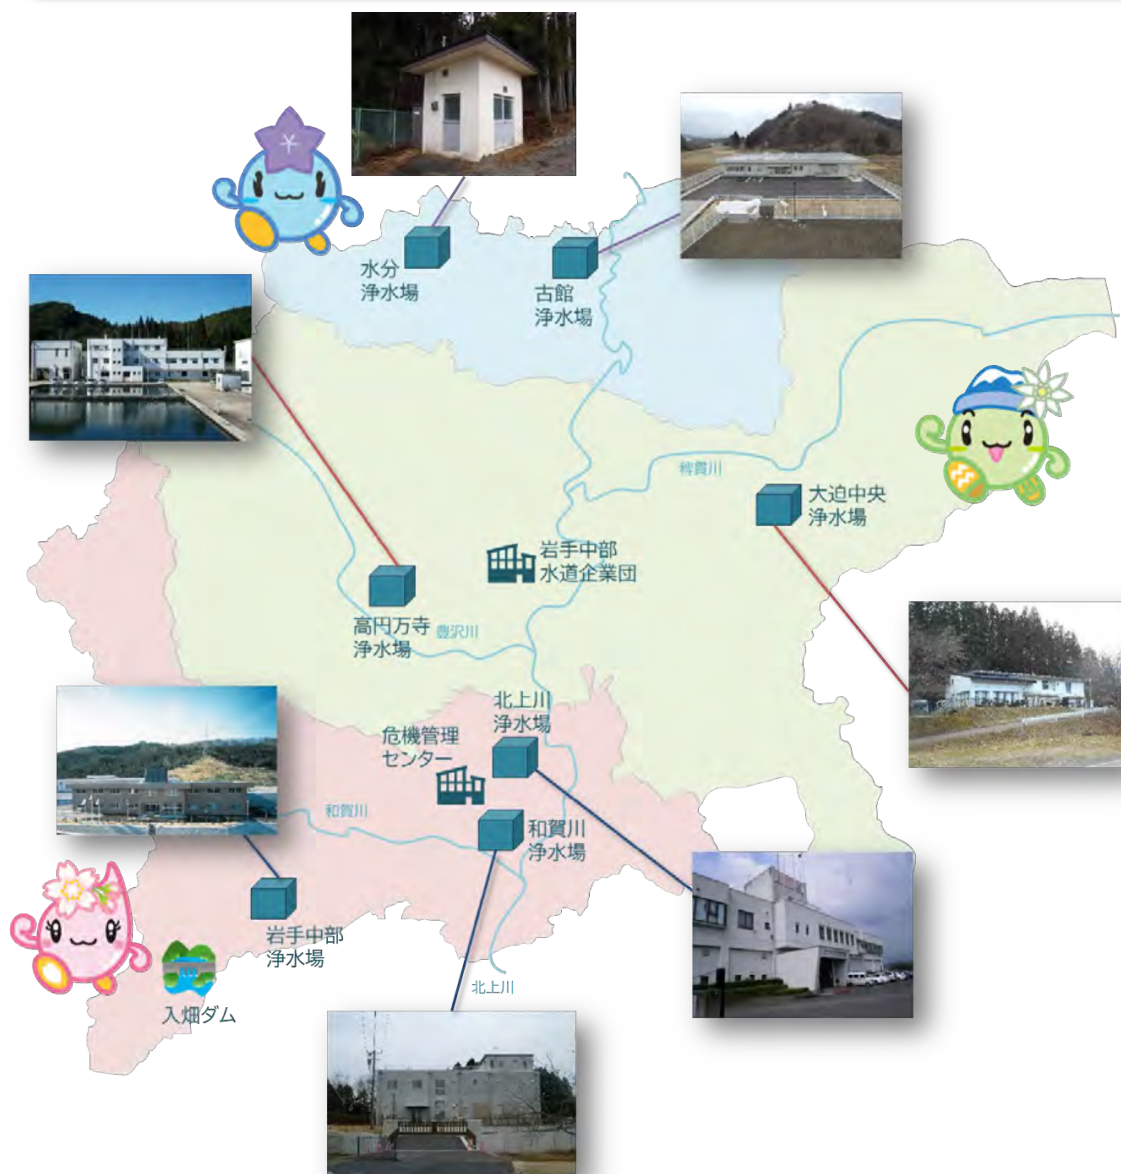 水分
浄水場
古館
浄水場
稗貫川
大迫中央
浄水場
岩手中部
水道企業団
高円万寺
浄水場
豊沢川
北上川
浄水場
危機管理
センター
和賀川
和賀川
浄水場
岩手中部
浄水場
入畑ダム
北上川